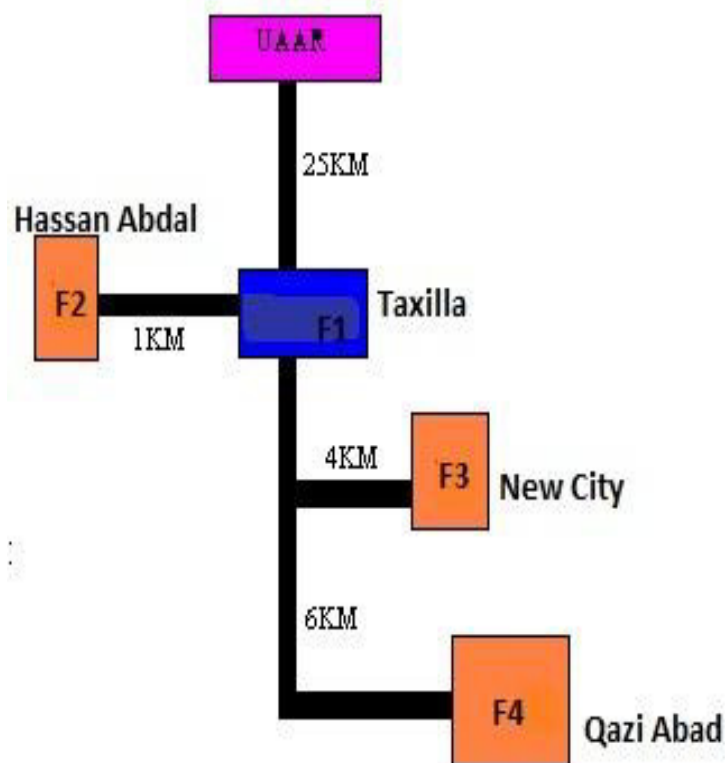 UAAR
25KM
Hassan Abdal
F2
1KM
F1
Taxilla
4KM
F3
New City
:
6KM
F4
Qazi Abad